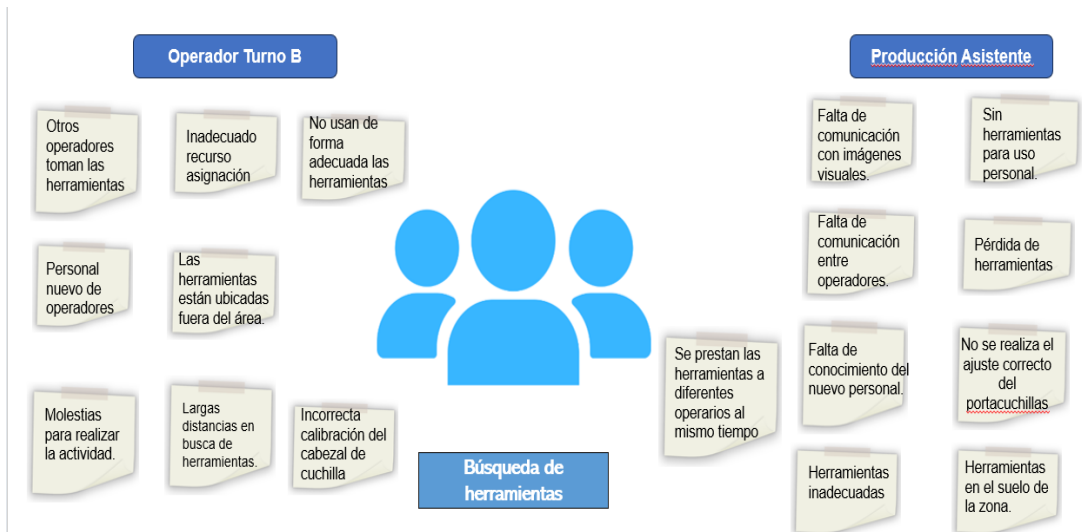 Operador Turno B
Producción Asistente
Otros
operadores
toman las
herramientas
Inadecuado
recurso
asignación
No usan de
forma
adecuada las
herramientas
Personal
nuevo de
operadores
Las
herramientas
están ubicadas
fuera del área.
Molestias
para realizar
la actividad.
Largas
distancias en
busca de
herramientas.
Incorrecta
calibración del
cabezal de
cuchilla
Búsqueda de
herramientas
Se prestan las
herramientas a
diferentes
operarios al
mismo tiempo
Falta de
comunicación
con imágenes
visuales.
Sin
herramientas
para uso
personal.
Falta de
comunicación
entre
operadores.
Pérdida de
herramientas
Falta de
conocimiento del
nuevo personal.
No se realiza el
ajuste correcto
del
portacuchillas
Herramientas
inadecuadas
Herramientas
en el suelo de
la zona.